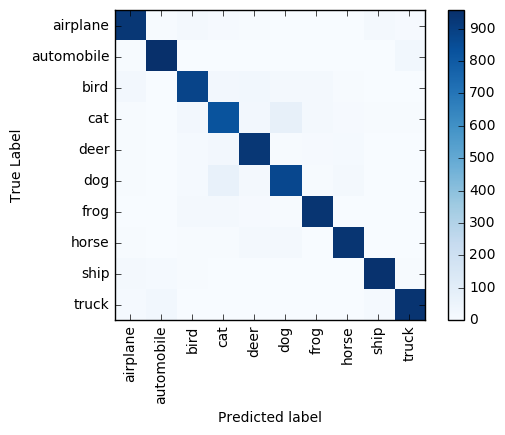 True Label
airplane
automobile
bird
cat
deer
dog
frog
horse
ship
truck
airplane
automobile
bird
cat
deer
dog
frog
horse
ship
truck
Predicted label
900
800
700
600
500
400
300
200
100
0